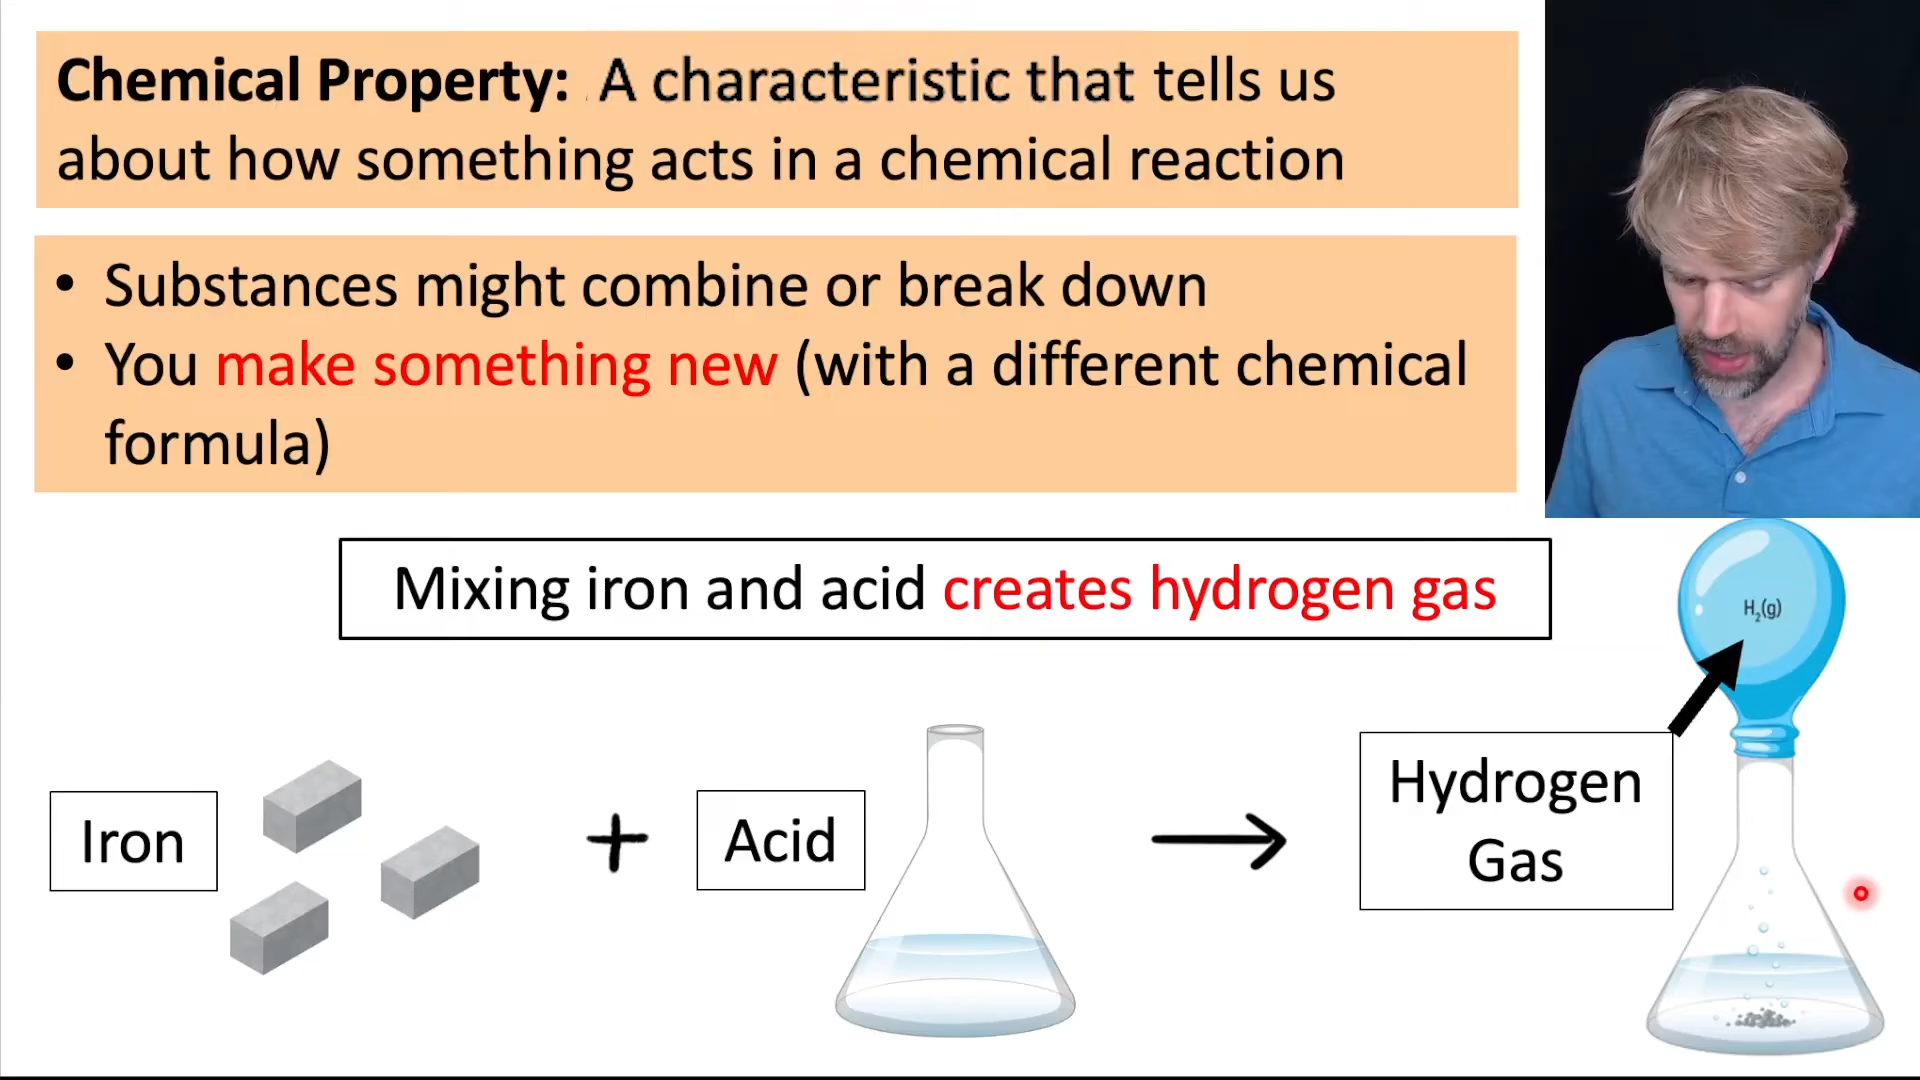 Chemical Property: A characteristic that tells us
about how something acts in a chemical reaction
• Substances might combine or break down
• You make something new (with a different chemical
formula)
Mixing iron and acid creates hydrogen gas
H₂(g)
Iron
+
Acid
→
Hydrogen
Gas